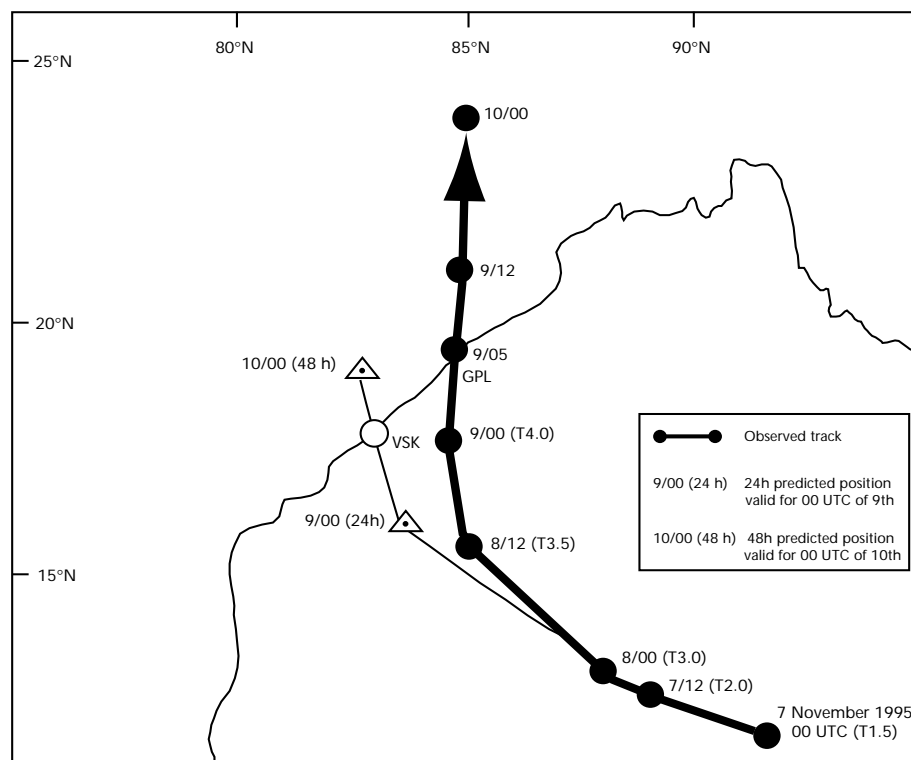 80°N
85°N
90°N
25°N
10/00
9/12
20°N
9/05
10/00 (48 h)
GPL
9/00 (T4.0)
VSK
Observed track
9/00 (24 h) 24h predicted position
valid for 00 UTC of 9th
9/00 (24h)
8/12 (T3.5)
10/00 (48 h) 48h predicted position
valid for 00 UTC of 10th
15°N
8/00 (T3.0)
7/12 (T2.0)
7 November 1995
00 UTC (T1.5)